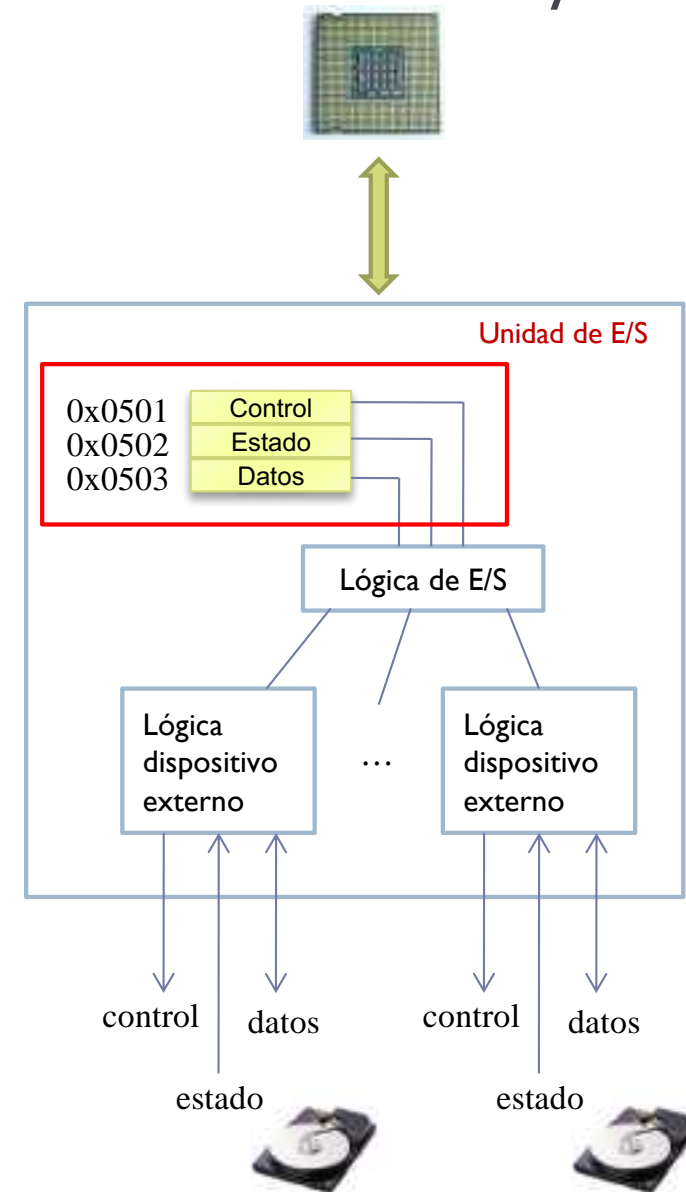 Unidad de E/S
0x0501 Control
0x0502 Estado
0x0503 Datos
Lógica de E/S
Lógica
dispositivo
externo
...
Lógica
dispositivo
externo
control
datos
estado
control
datos
estado